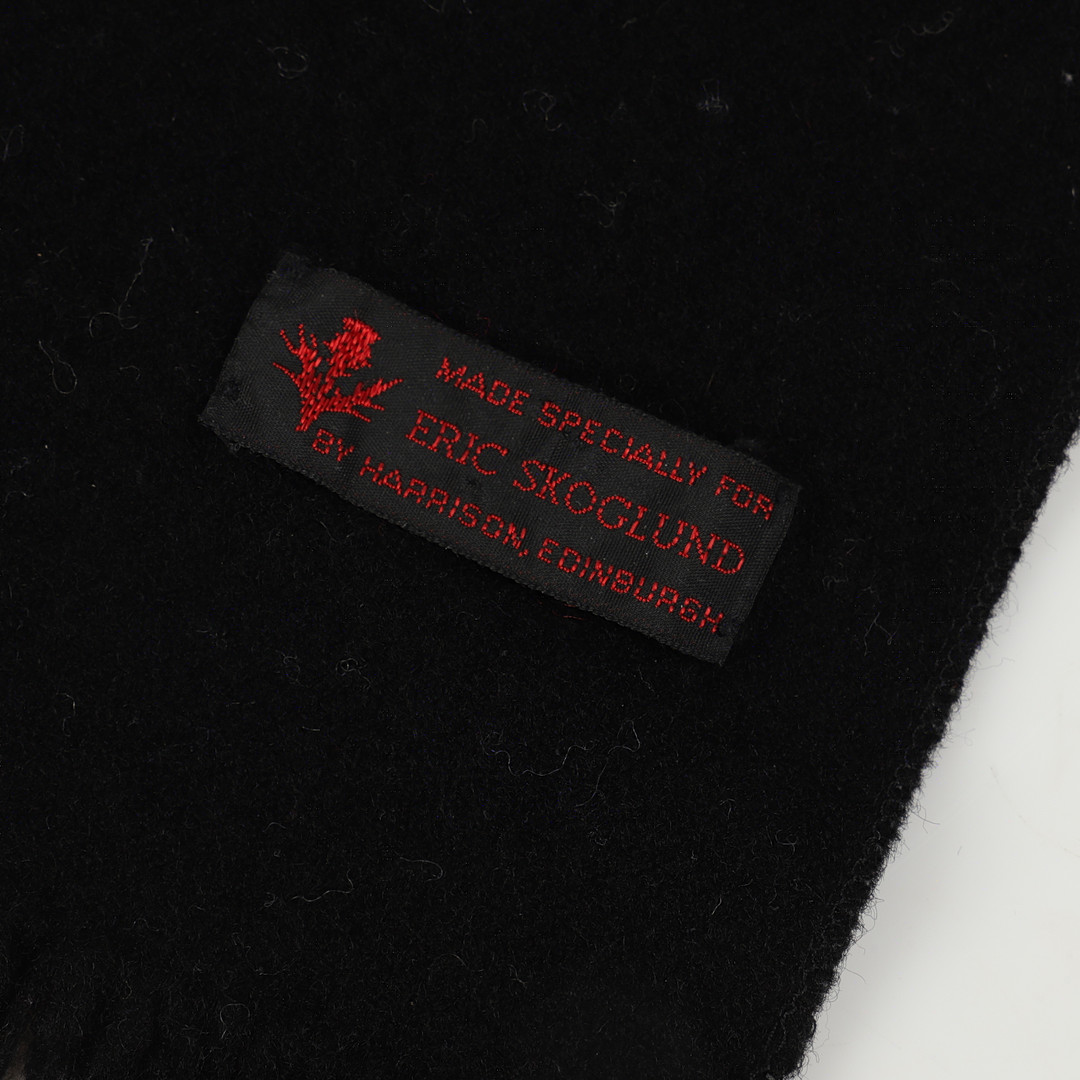 MADE SPECIALLY FOR
ERIC SKOGLUND
BY HARRISON, EDINBURGH